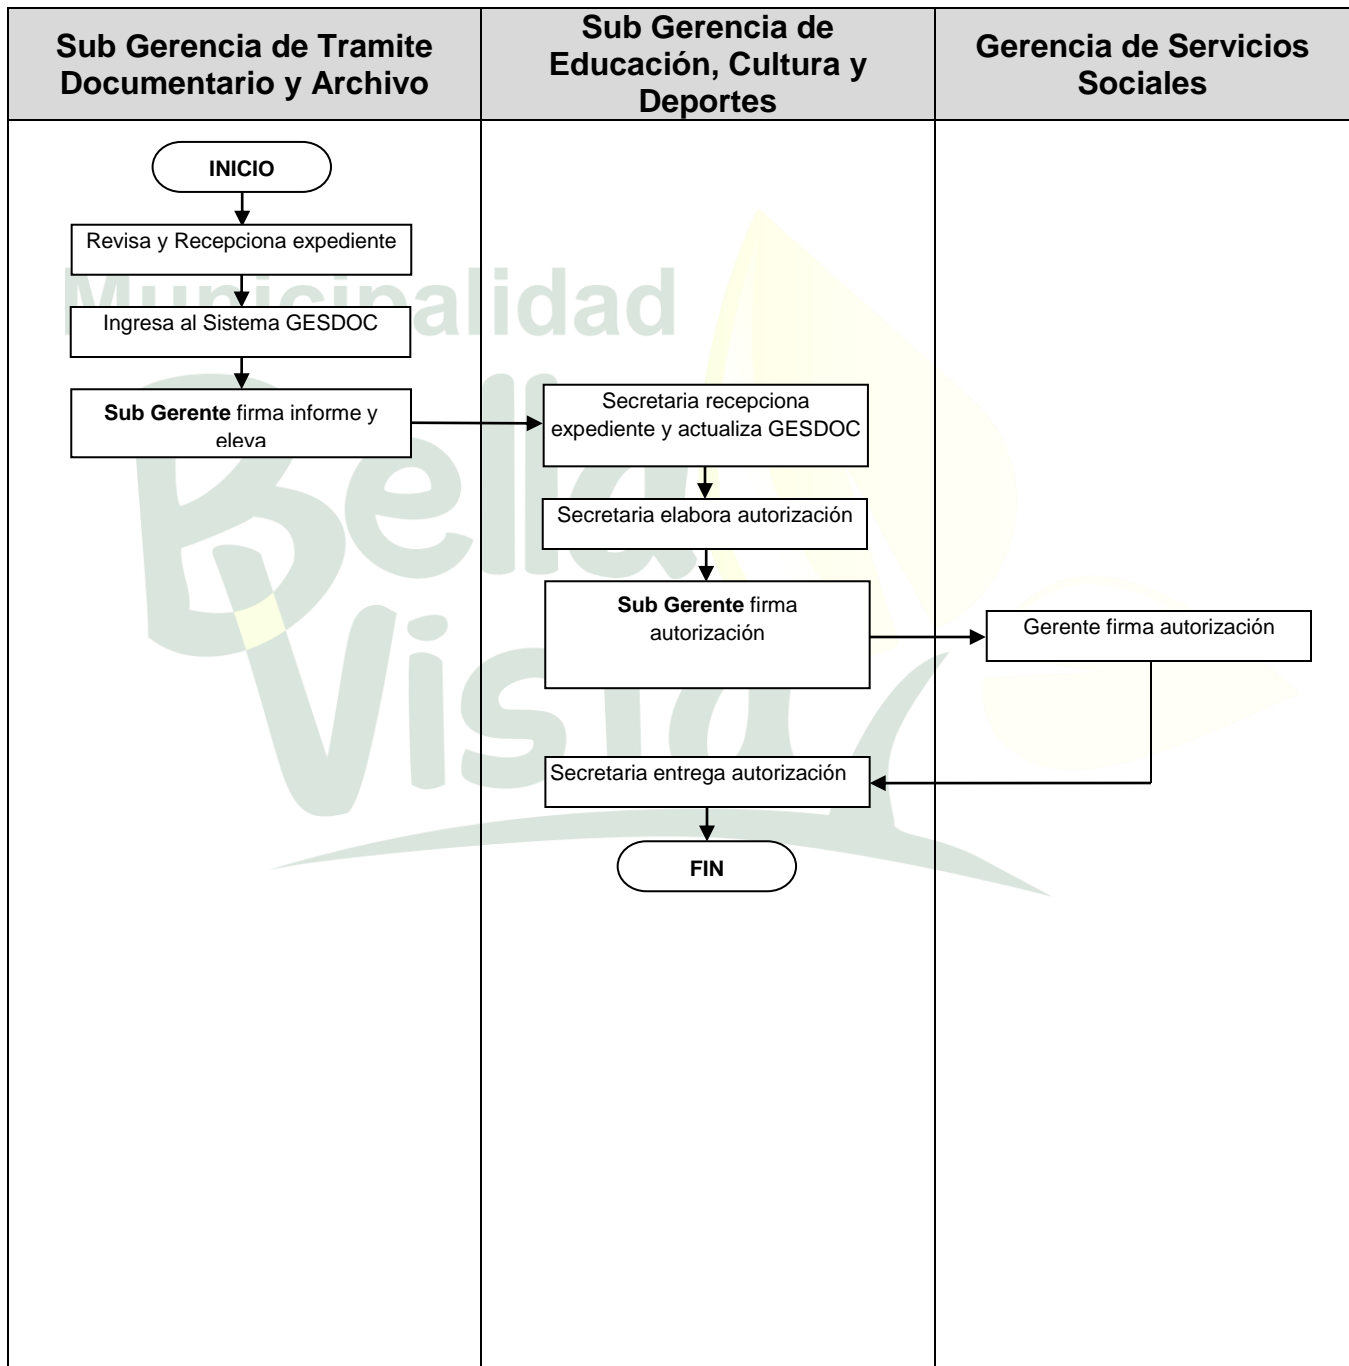 Sub Gerencia de Tramite
Documentario y Archivo
Sub Gerencia de
Educación, Cultura y
Deportes
Gerencia de Servicios
Sociales
INICIO
Revisa y Recepciona expediente
Ingresa al Sistema GESDOC
Sub Gerente firma informe y
eleva
Secretaria recepciona
expediente y actualiza GESDOC
Secretaria elabora autorización
Sub Gerente firma
autorización
Gerente firma autorización
Secretaria entrega autorización
FIN
Municipalidad
Bella
Vista